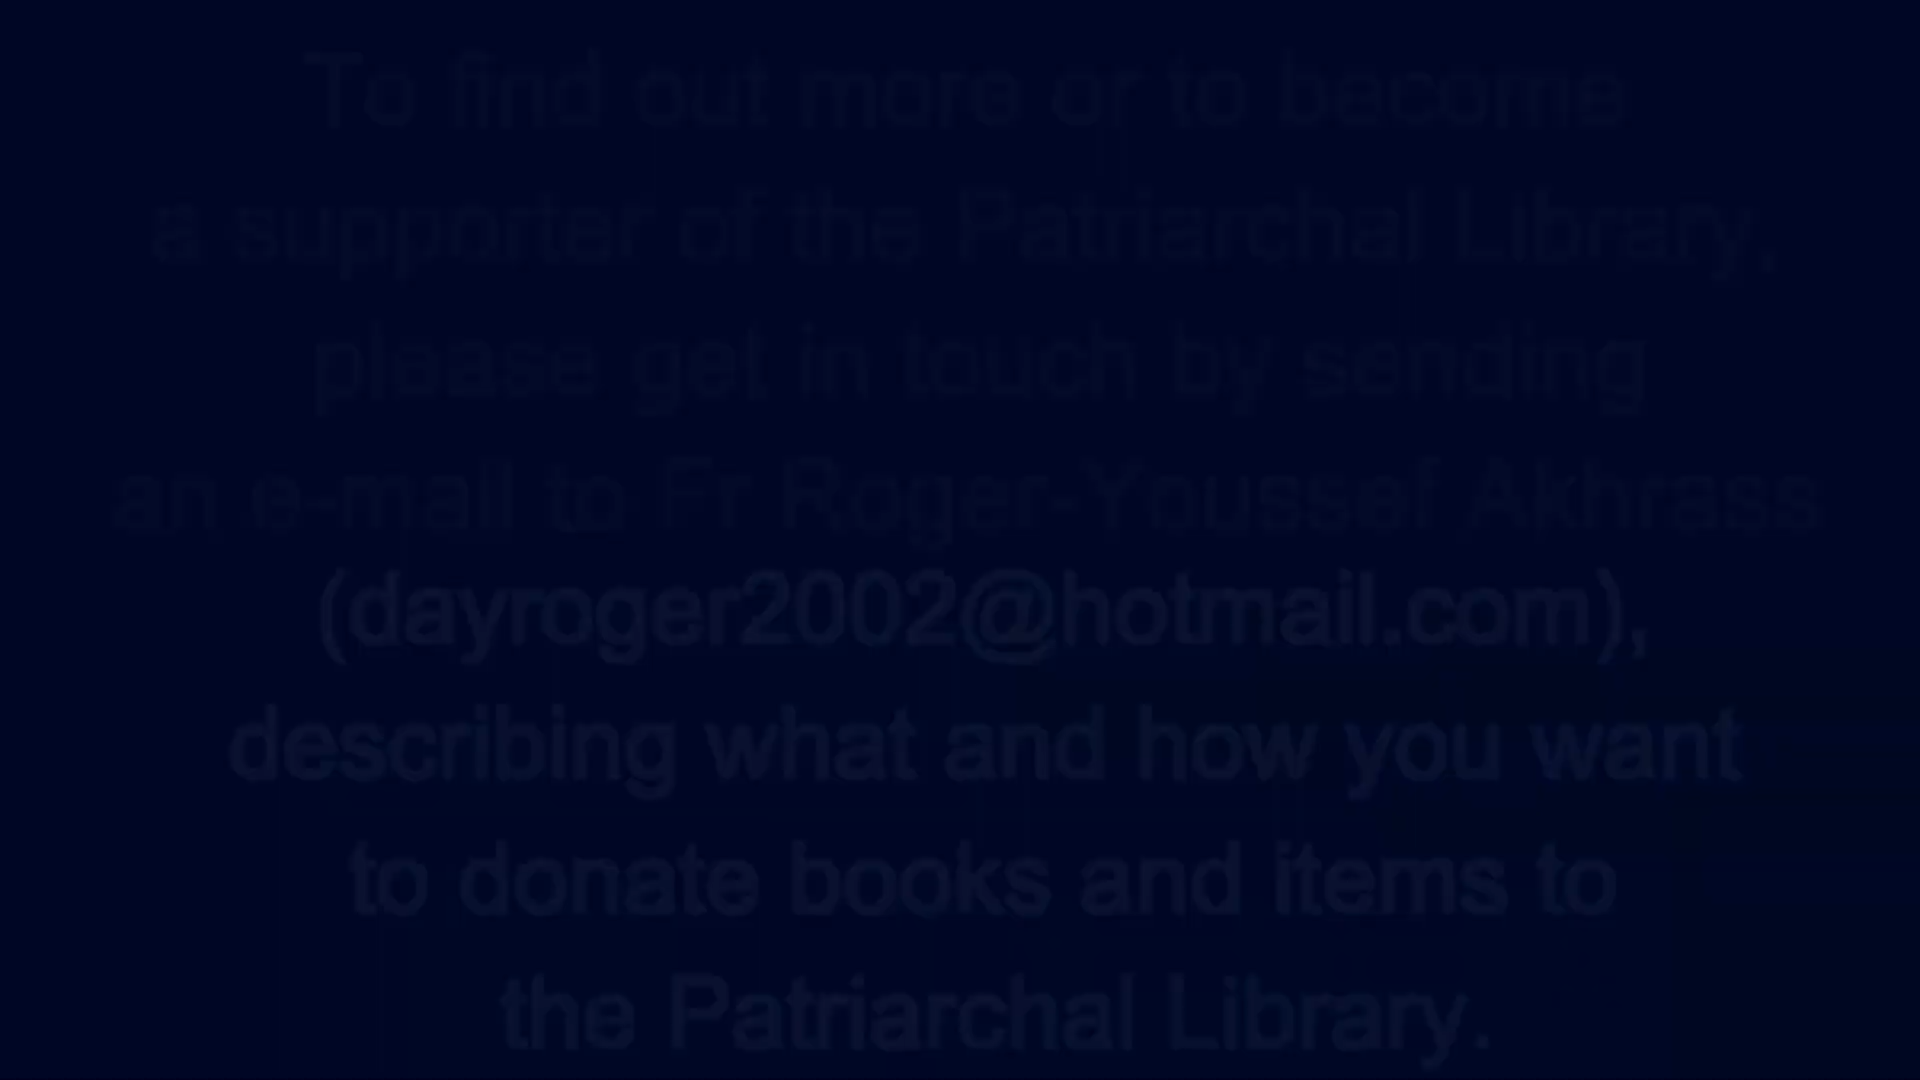 To find out more or to become
a supporter of the Patriarchal Library,
please get in touch by sending
an e-mail to Fr Roger-Youssef Akhrass
(dayroger2002@hotmail.com),
describing what and how you want
to donate books and items to
the Patriarchal Library.